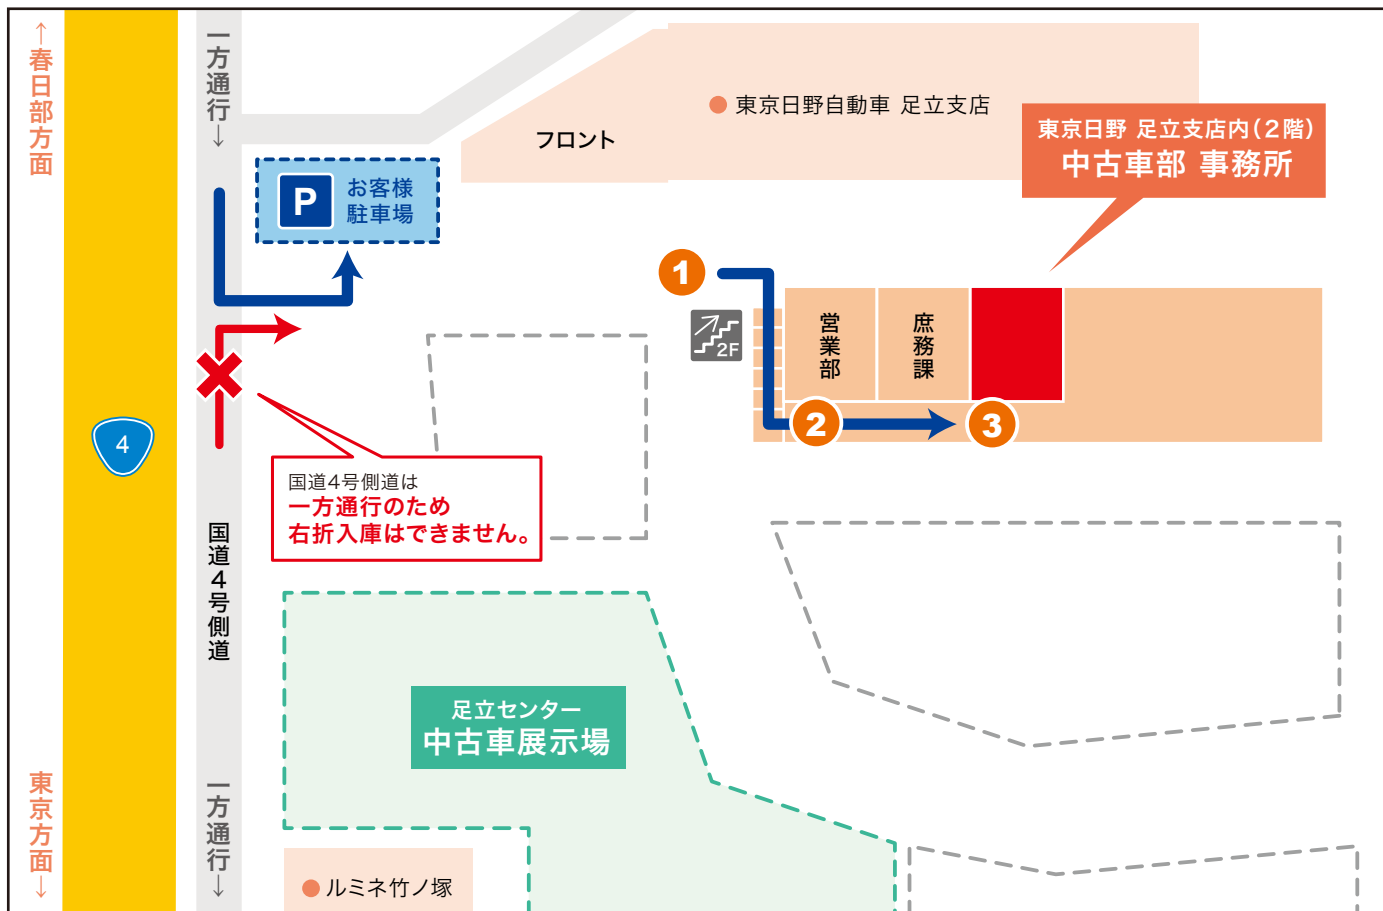 ↑春日部方面
一方通行↓
フロント
東京日野自動車 足立支店
東京日野 足立支店内(2階)
中古車部 事務所
P
お客様
駐車場
1
2F
営業部
庶務課
2
3
4
国道4号側道は
一方通行のため
右折入庫はできません。
国道4号側道
足立センター
中古車展示場
東京方面↓
一方通行↓
ルミネ竹ノ塚